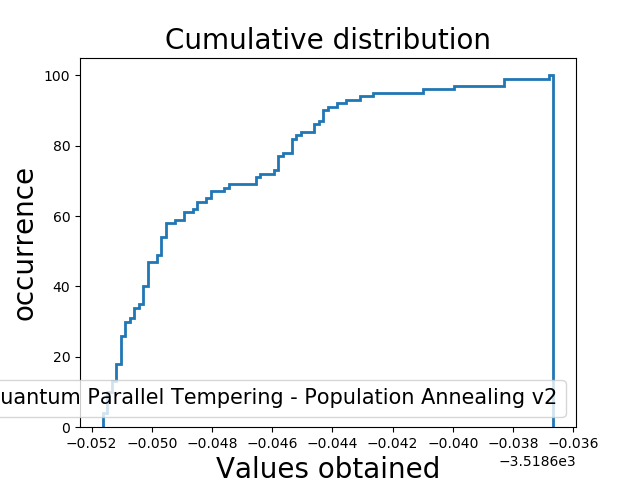 Cumulative distribution
occurrence
100
80
60
40
20
0
uantum Parallel Tempering - Population Annealing v2
−0.052 −0.050 −0.048 −0.046 −0.044 −0.042 −0.040 −0.038 −0.036
−3.5186e3
Values obtained